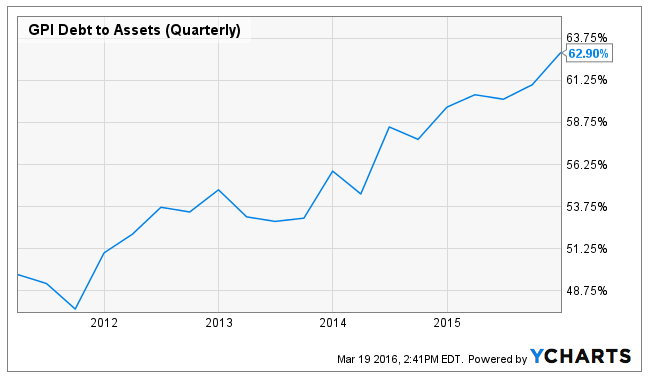 GPI Debt to Assets (Quarterly)
63.75%
62.90%
61.25%
58.75%
56.25%
53.75%
51.25%
48.75%
2012 2013 2014 2015
Mar 19 2016, 2:41PM EDT. Powered by YCHARTS